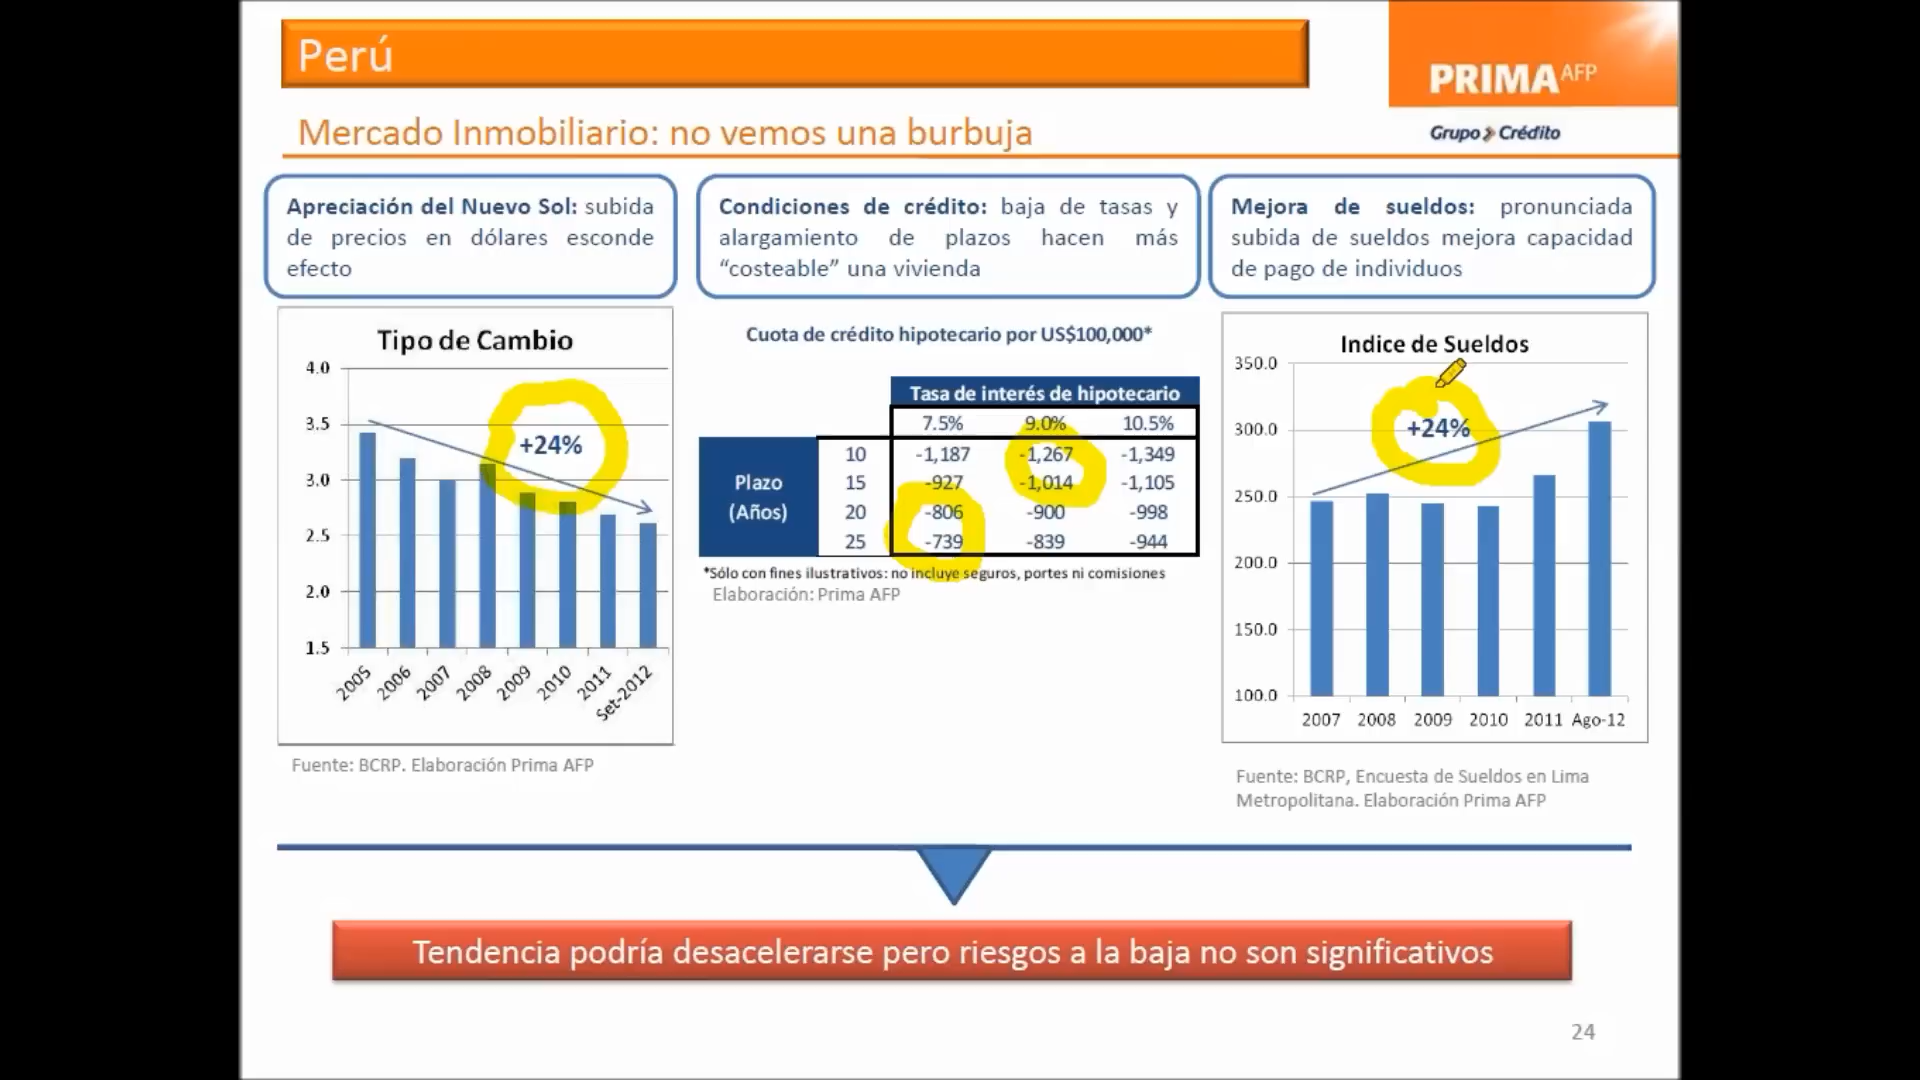 Perú
PRIMA AFP
Grupo Crédito
Mercado Inmobiliario: no vemos una burbuja
Apreciación del Nuevo Sol: subida
de precios en dólares esconde
efecto
Condiciones de crédito: baja de tasas y
alargamiento de plazos hacen más
“costeable” una vivienda
Mejora de sueldos: pronunciada
subida de sueldos mejora capacidad
de pago de individuos
Tipo de Cambio
4.0
3.5
3.0
2.5
2.0
1.5
+24%
2005 2006 2007 2008 2009 2010 2011 Set-2012
Fuente: BCRP. Elaboración Prima AFP
Cuota de crédito hipotecario por US$100,000*
Tasa de interés de hipotecario
7.5% 9.0% 10.5%
Plazo
(Años)
10 -1,187 -1,267 -1,349
15 -927 -1,014 -1,105
20 -806 -900 -998
25 -739 -839 -944
*Sólo con fines ilustrativos: no incluye seguros, portes ni comisiones
Elaboración: Prima AFP
Indice de Sueldos
350.0
300.0
250.0
200.0
150.0
100.0
+24%
2007 2008 2009 2010 2011 Ago-12
Fuente: BCRP, Encuesta de Sueldos en Lima
Metropolitana. Elaboración Prima AFP
Tendencia podría desacelerarse pero riesgos a la baja no son significativos
24